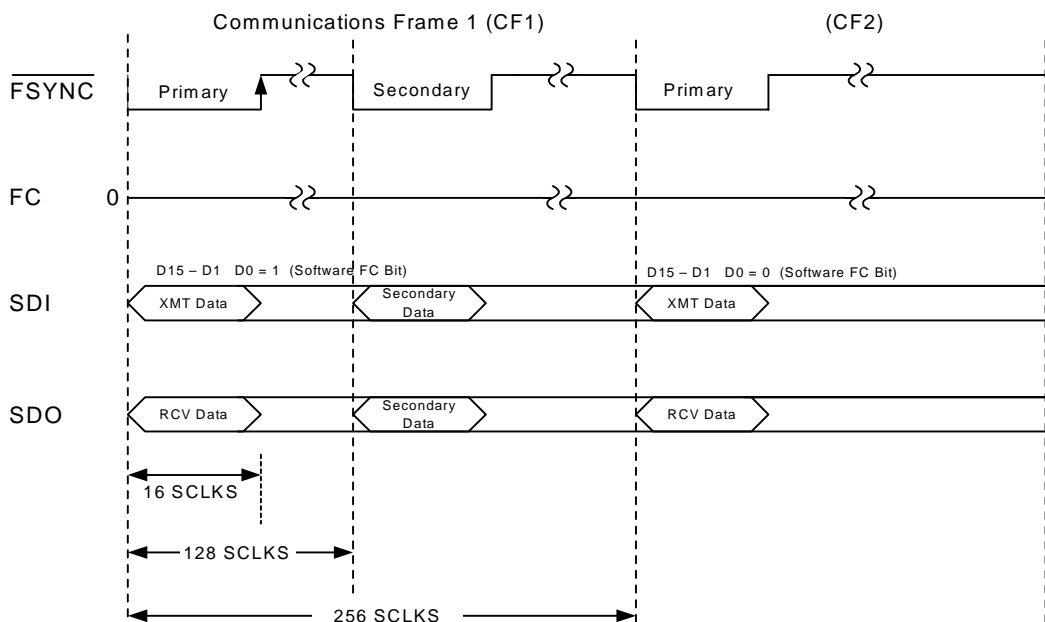 Communications Frame 1 (CF1) (CF2)
FSYNC Primary Secondary Primary
FC 0
D15 – D1 D0 = 1 (Software FC Bit) D15 – D1 D0 = 0 (Software FC Bit)
SDI XMT Data Secondary Data XMT Data
SDO RCV Data Secondary Data RCV Data
16 SCLKS
128 SCLKS
256 SCLKS